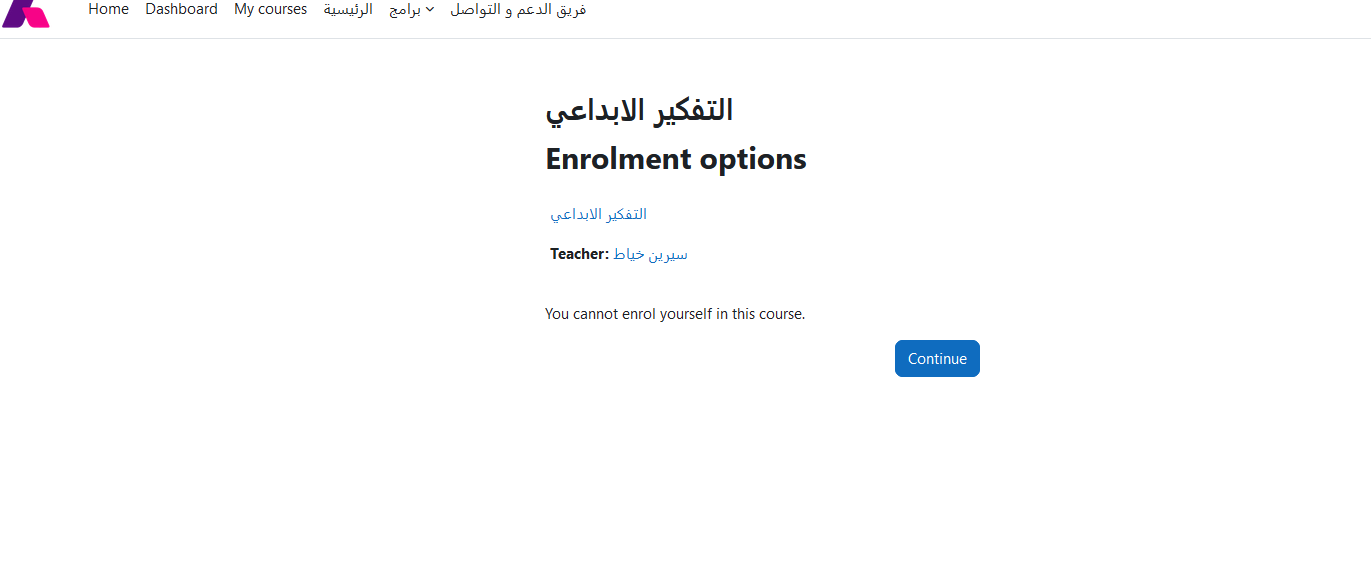 Home Dashboard My courses الرئيسية برامج فريق الدعم و التواصل
التفكير الابداعي
Enrolment options
التفكير الابداعي
Teacher: سيرين خياط
You cannot enrol yourself in this course.
Continue